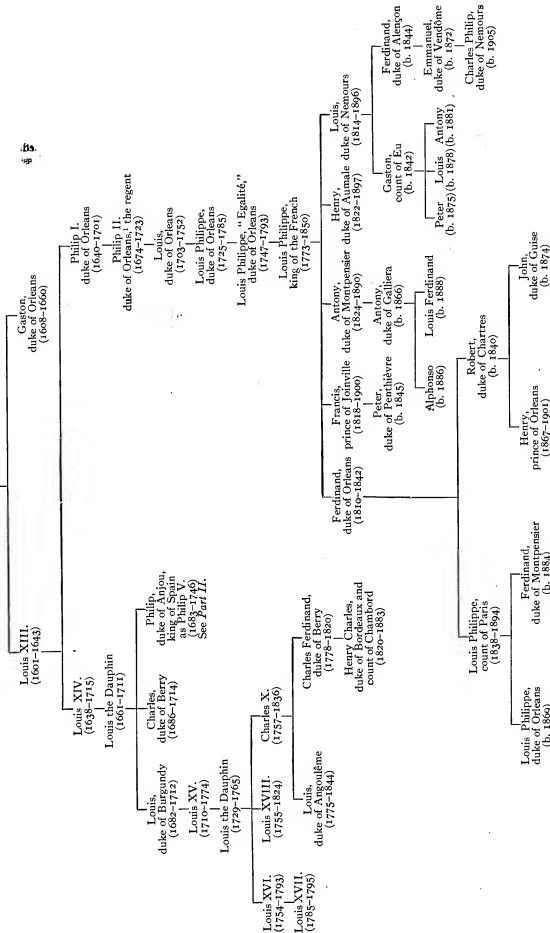 Gaston,
duke of Orleans
(1608–1660)
Louis XIII.
(1601–1643)
Louis XIV.
(1638–1715)
Philip I.
duke of Orleans
(1640–1701)
Louis the Dauphin
(1661–1711)
Philip II.
duke of Orleans,¹ the regent
(1674–1723)
Louis,
duke of Burgundy
(1682–1712)
Charles,
duke of Berry
(1686–1714)
Philip,
duke of Anjou,
king of Spain
as Philip V.
(1683–1746)
See Part II.
Louis,
duke of Orleans
(1703–1752)
Louis XV.
(1710–1774)
Louis Philippe,
duke of Orleans
(1725–1785)
Louis the Dauphin
(1729–1765)
Louis Philippe, "Egalité,"
duke of Orleans
(1747–1793)
Louis XVI.
(1754–1793)
Louis XVIII.
(1755–1824)
Charles X.
(1757–1836)
Louis Philippe,
king of the French
(1773–1850)
Louis XVII.
(1785–1795)
Louis,
duke of Angoulême
(1775–1844)
Charles Ferdinand,
duke of Berry
(1778–1820)
Henry Charles,
duke of Bordeaux and
count of Chambord
(1820–1883)
Ferdinand,
duke of Orleans
(1810–1842)
Francis,
prince of Joinville
(1818–1900)
Antony,
duke of Montpensier
(1824–1890)
Henry,
duke of Aumale
(1822–1897)
Louis,
duke of Nemours
(1814–1896)
Peter,
duke of Penthièvre
(b. 1845)
Antony,
duke of Galliera
(b. 1866)
Gaston,
count of Eu
(b. 1842)
Ferdinand,
duke of Alençon
(b. 1844)
Alphonso
(b. 1886)
Louis Ferdinand
(b. 1888)
Peter
(b. 1875)
Louis
(b. 1878)
Antony
(b. 1881)
Emmanuel,
duke of Vendôme
(b. 1872)
Charles Philip,
duke of Nemours
(b. 1905)
Louis Philippe,
count of Paris
(1838–1894)
Robert,
duke of Chartres
(b. 1840)
Louis Philippe,
duke of Orleans
(b. 1869)
Ferdinand,
duke of Montpensier
(b. 1884)
Henry,
prince of Orleans
(1867–1901)
John,
duke of Guise
(b. 1874)